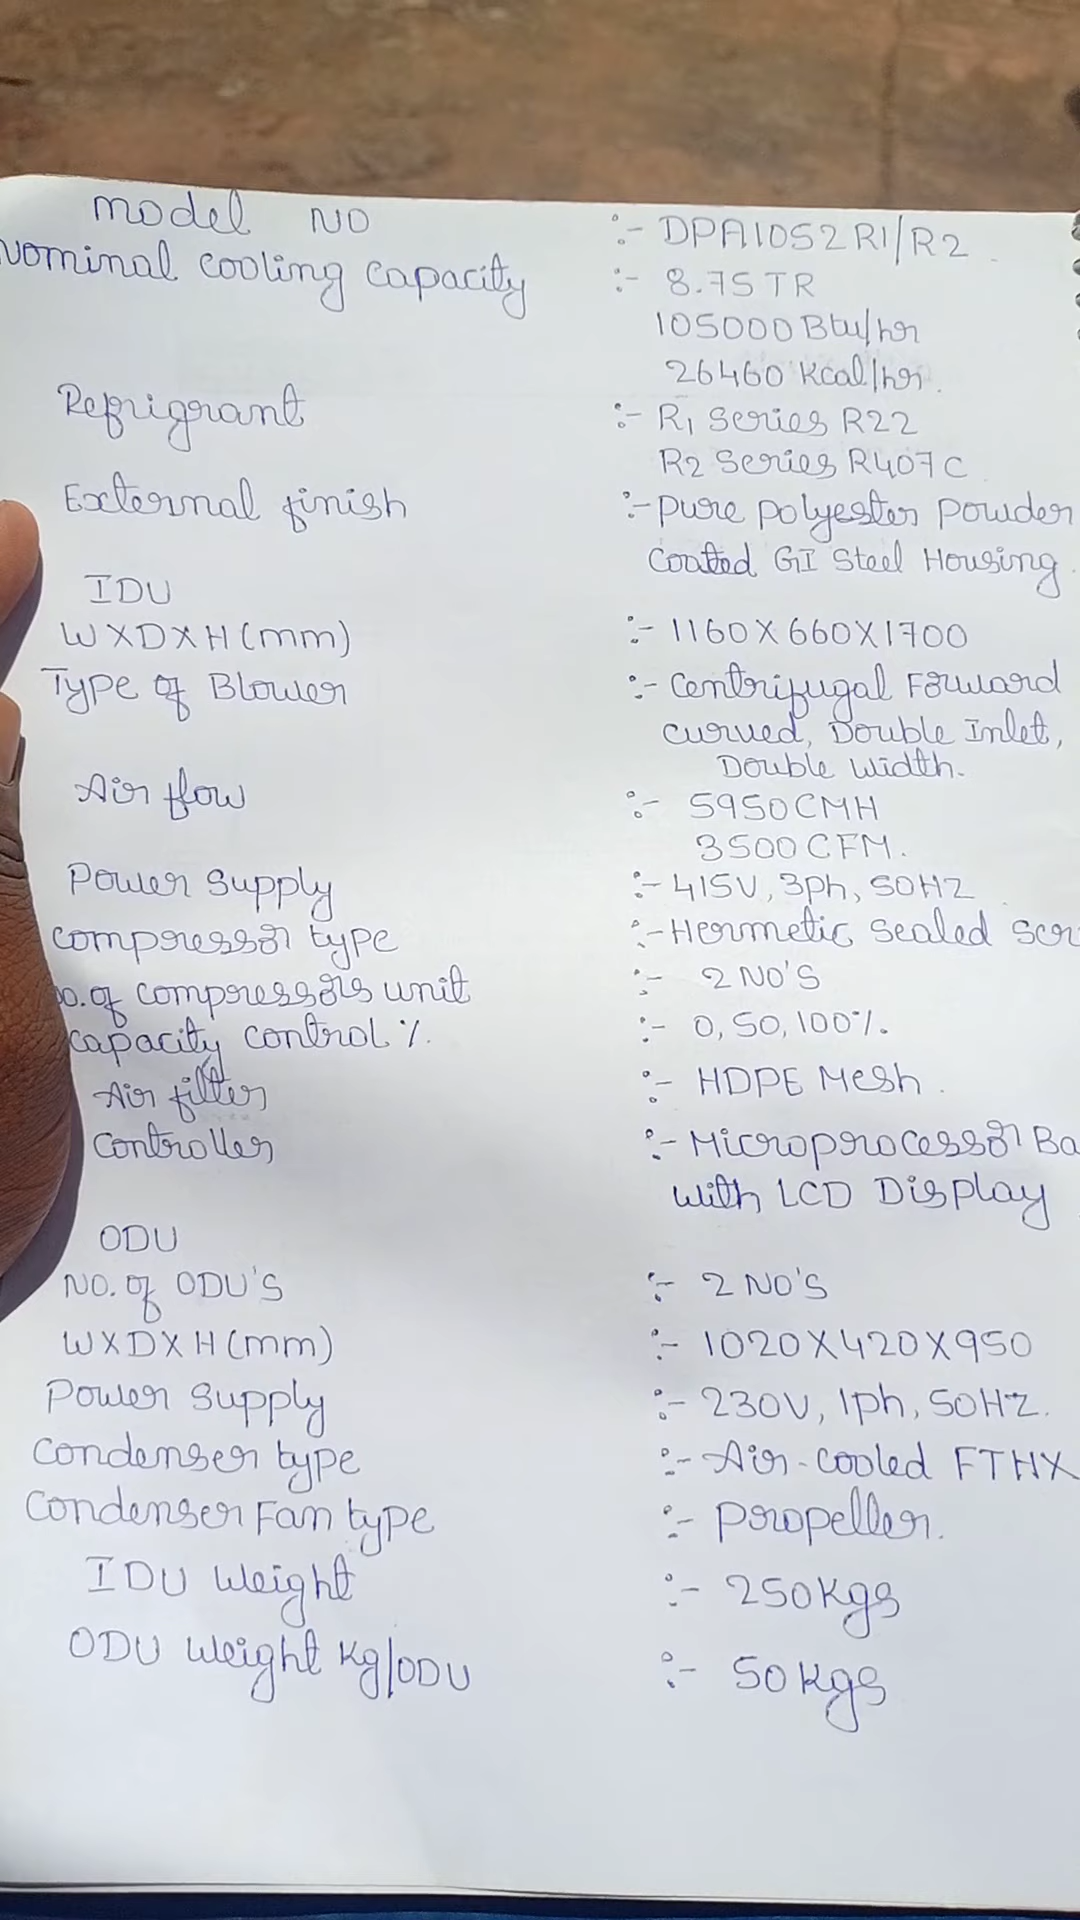 Model NO :- DPA1052R1/R2
Nominal cooling capacity :- 8.75TR
105000Btu/hr
26460 Kcal/hr.
Refrigrant :- R1 Series R22
R2 Series R407C
External finish :- pure polyester powder
Coated GI Steel Housing
IDU
WXDXH(mm) :- 1160X660X1700
Type of Blower :- Centrifugal Forward
curved, Double Inlet,
Double Width.
Air flow :- 5950CMH
3500CFM.
Power supply :- 415V, 3ph, 50HZ
compressor type :- Hermetic Sealed
of compressors unit :- 2 NO'S
capacity control % :- 0, 50, 100%.
Air filter :- HDPE Mesh.
Controller :- Microprocessor
with LCD Display
ODU
NO. of ODU'S :- 2 NO'S
WXDXH(mm) :- 1020X420X950
Power supply :- 230V, 1ph, 50HZ.
Condenser type :- Air-cooled FTHX
Condenser Fan type :- Propeller.
IDU Weight :- 250Kgs
ODU Weight Kg/ODU :- 50Kgs